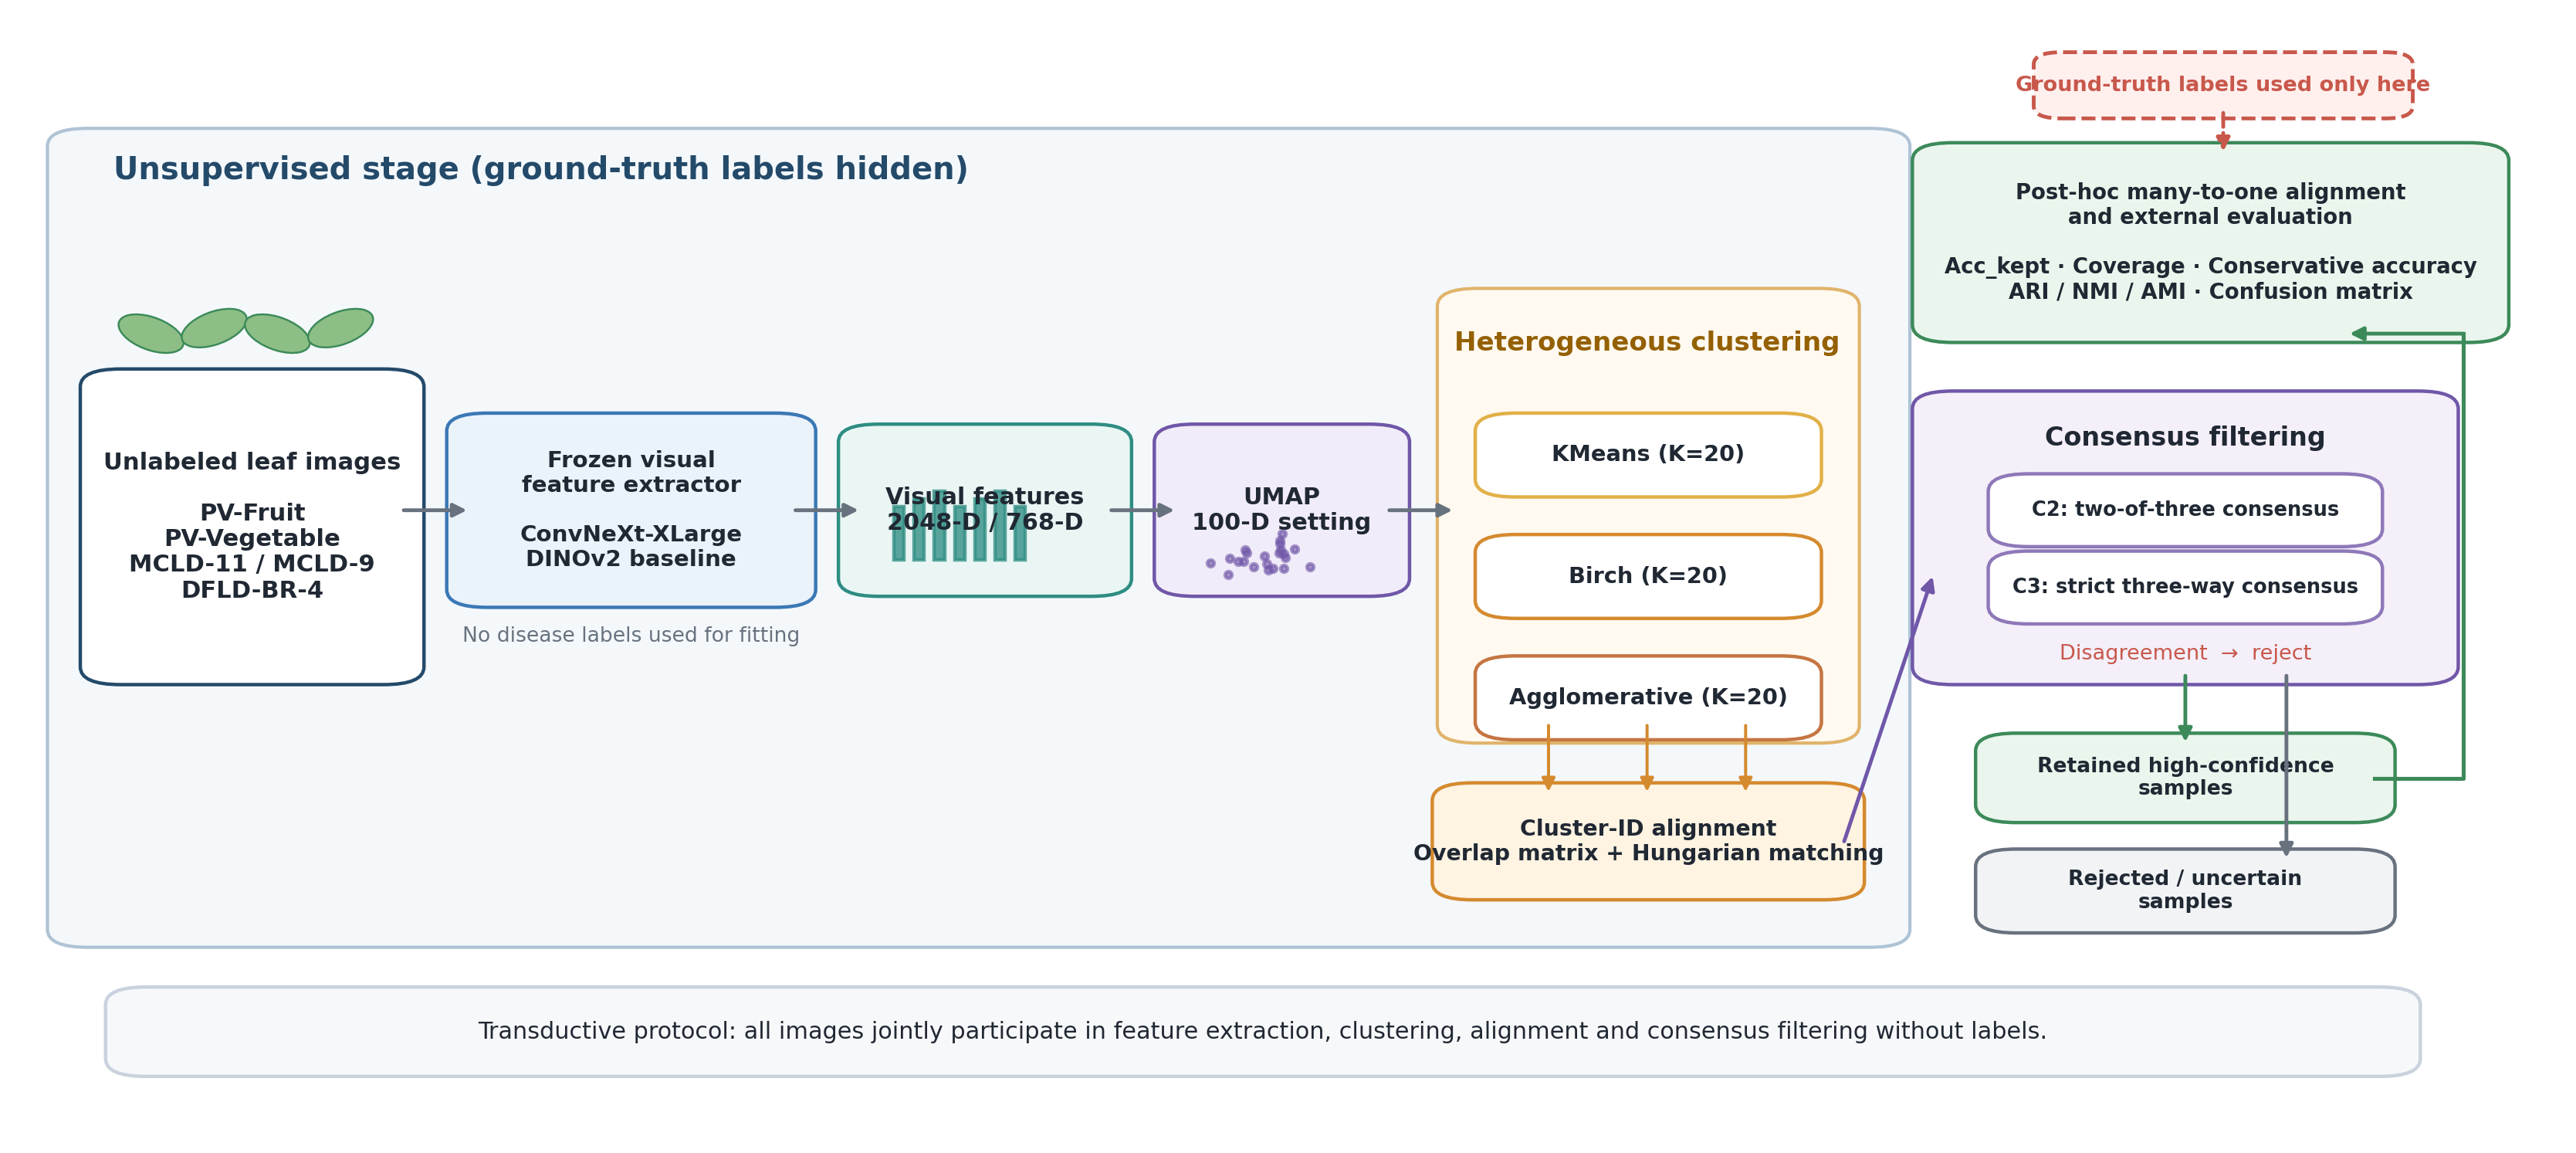 Ground-truth labels used only here
Unsupervised stage (ground-truth labels hidden)
Unlabeled leaf images
PV-Fruit
PV-Vegetable
MCLD-11 / MCLD-9
DFLD-BR-4
Frozen visual
feature extractor
ConvNeXt-XLarge
DINOv2 baseline
No disease labels used for fitting
Visual features
2048-D / 768-D
UMAP
100-D setting
Heterogeneous clustering
KMeans (K=20)
Birch (K=20)
Agglomerative (K=20)
Cluster-ID alignment
Overlap matrix + Hungarian matching
Post-hoc many-to-one alignment
and external evaluation
Acc_kept · Coverage · Conservative accuracy
ARI / NMI / AMI · Confusion matrix
Consensus filtering
C2: two-of-three consensus
C3: strict three-way consensus
Disagreement → reject
Retained high-confidence
samples
Rejected / uncertain
samples
Transductive protocol: all images jointly participate in feature extraction, clustering, alignment and consensus filtering without labels.